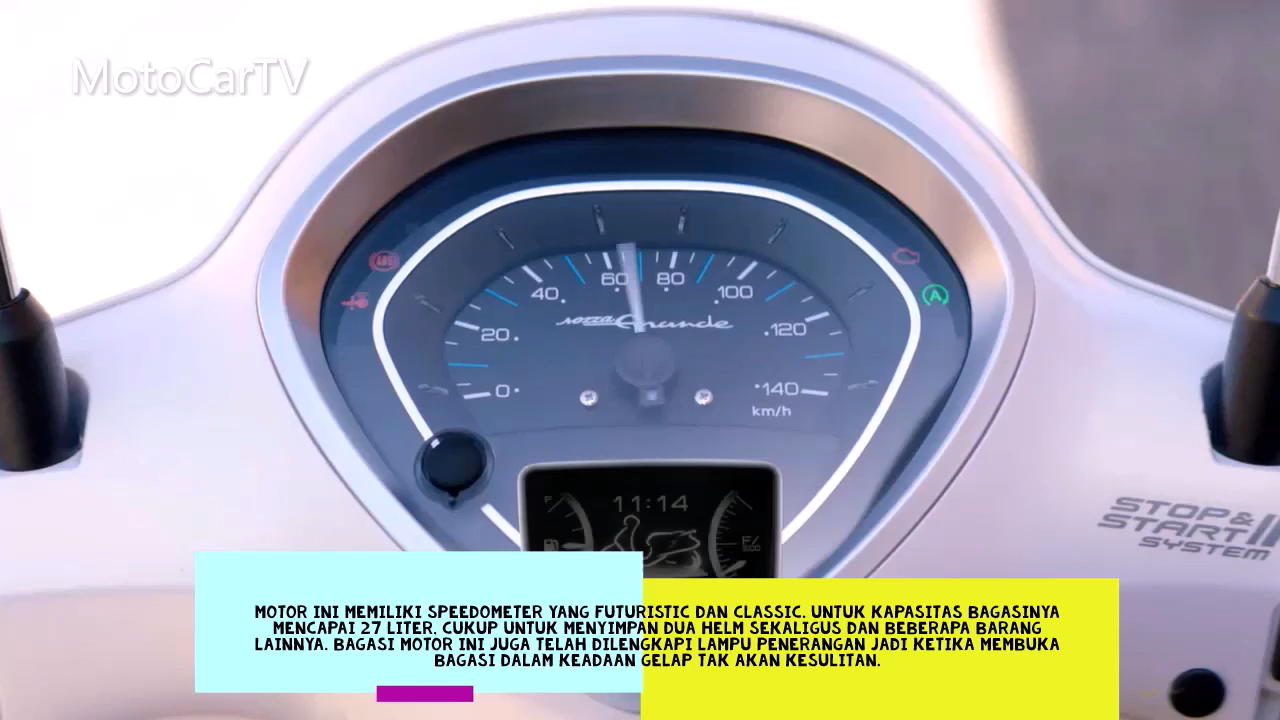 MotoCarTV
40 60 80 100
20 120
0 140
km/h
Grande
11:14
F
STOP&
START II
SYSTEM
MOTOR INI MEMILIKI SPEEDOMETER YANG FUTURISTIC DAN CLASSIC. UNTUK KAPASITAS BAGASINYA
MENCAPAI 27 LITER. CUKUP UNTUK MENYIMPAN DUA HELM SEKALIGUS DAN BEBERAPA BARANG
LAINNYA. BAGASI MOTOR INI JUGA TELAH DILENGKAPI LAMPU PENERANGAN JADI KETIKA MEMBUKA
BAGASI DALAM KEADAAN GELAP TAK AKAN KESULITAN.